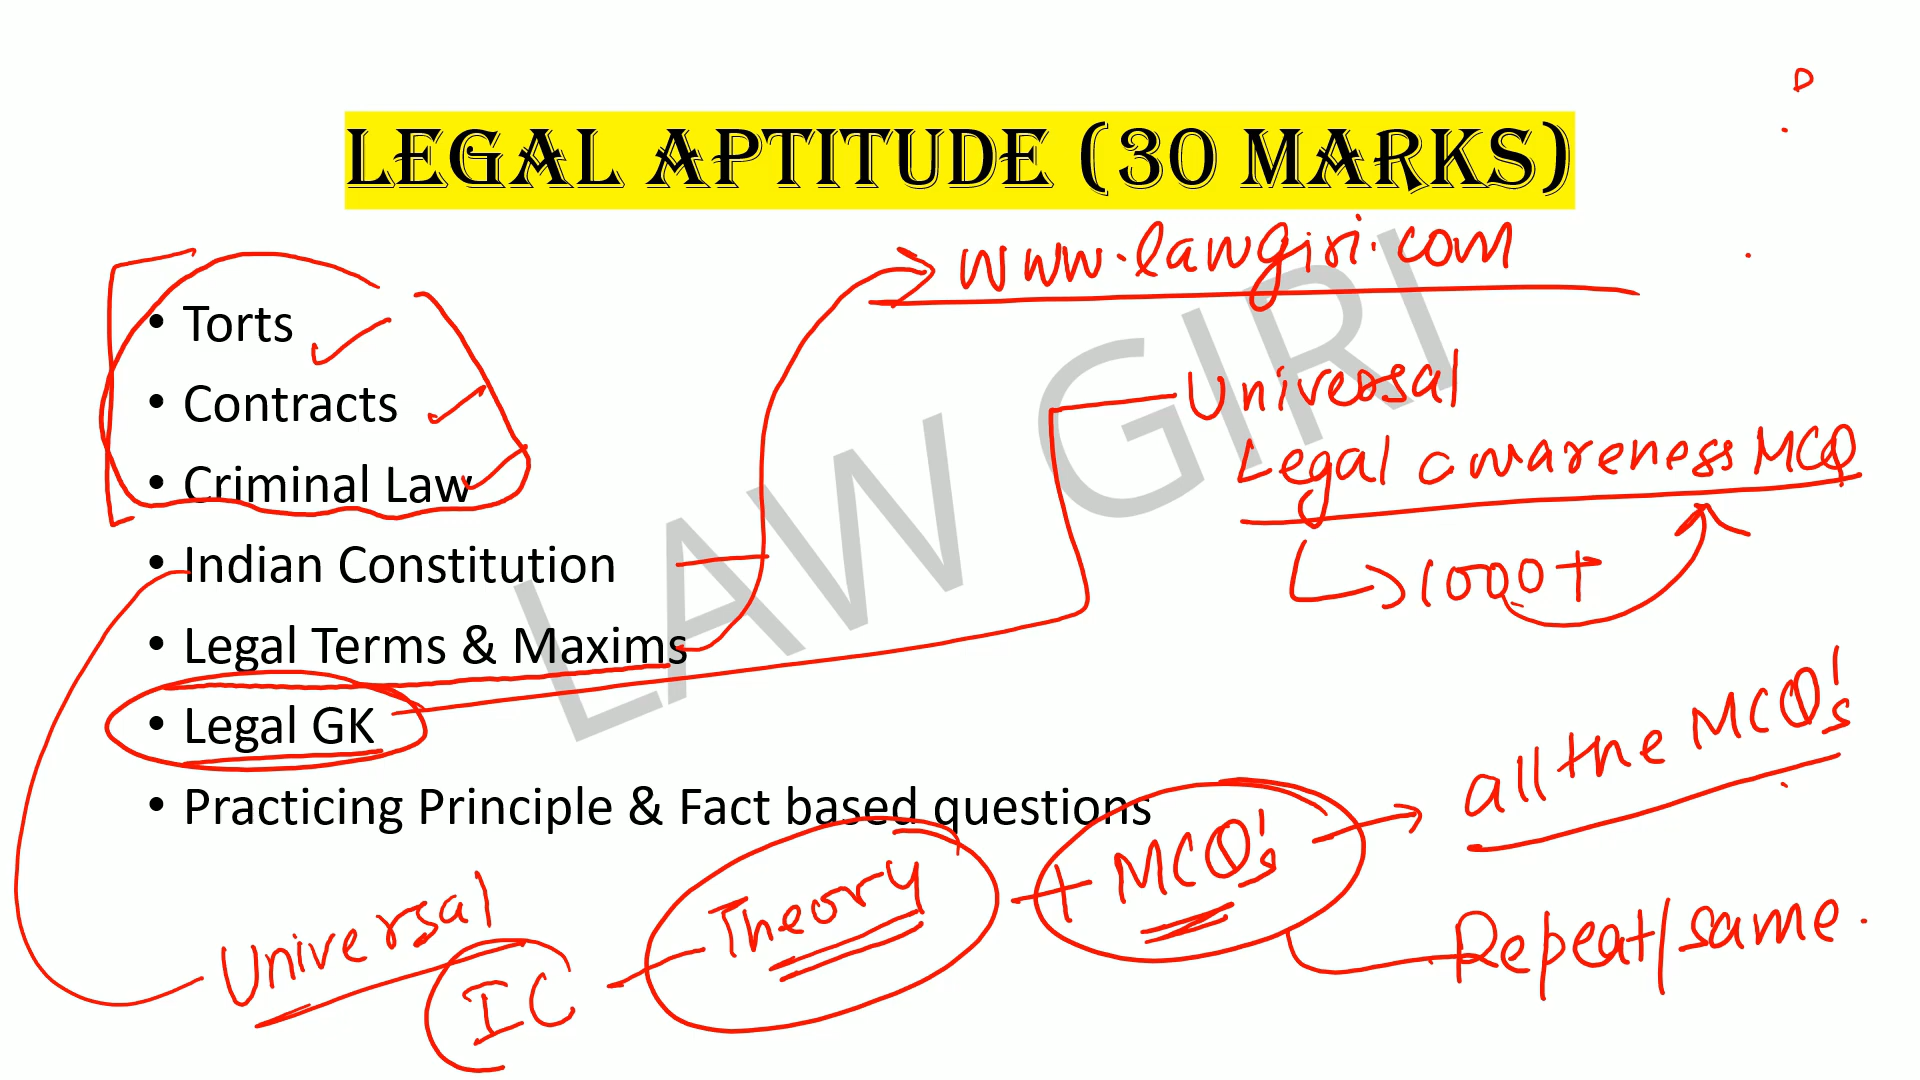 LEGAL APTITUDE (30 MARKS)
www.lawgiri.com
• Torts
Universal
• Contracts
Legal awareness MCQ
• Criminal Law
1000+
• Indian Constitution
• Legal Terms & Maxims
• Legal GK
all the MCQ's
• Practicing Principle & Fact based questions
Universal
IC
Theory
+ MCQ's
Repeat/same.
LAW GIRI